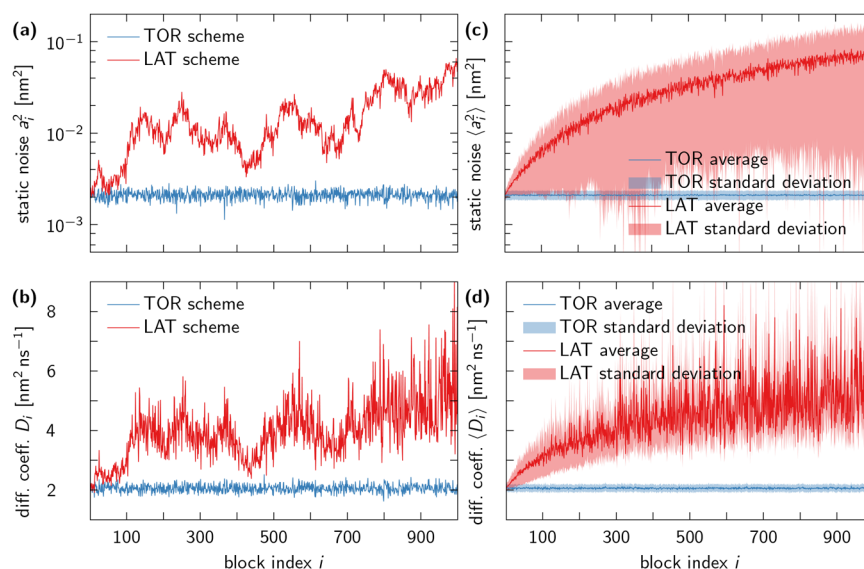 (a)
TOR scheme
LAT scheme
10⁻¹
10⁻²
10⁻³
static noise aᵢ² [nm²]
(c)
static noise ⟨aᵢ²⟩ [nm²]
TOR average
TOR standard deviation
LAT average
LAT standard deviation
(b)
TOR scheme
LAT scheme
8
6
4
2
diff. coeff. Dᵢ [nm² ns⁻¹]
100 300 500 700 900
block index i
(d)
TOR average
TOR standard deviation
LAT average
LAT standard deviation
diff. coeff. ⟨Dᵢ⟩ [nm² ns⁻¹]
100 300 500 700 900
block index i